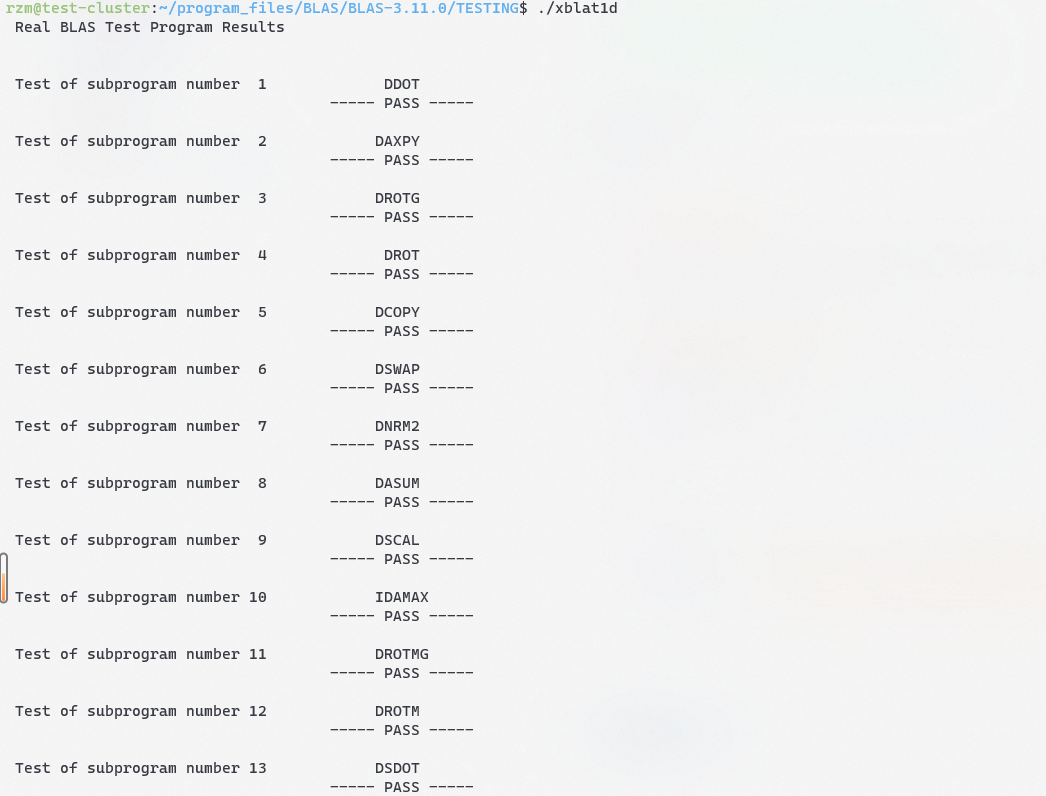 rzm@test-cluster:~/program_files/BLAS/BLAS-3.11.0/TESTING$ ./xblat1d
Real BLAS Test Program Results
Test of subprogram number  1             DDOT
----- PASS -----
Test of subprogram number  2            DAXPY
----- PASS -----
Test of subprogram number  3            DROTG
----- PASS -----
Test of subprogram number  4             DROT
----- PASS -----
Test of subprogram number  5            DCOPY
----- PASS -----
Test of subprogram number  6            DSWAP
----- PASS -----
Test of subprogram number  7            DNRM2
----- PASS -----
Test of subprogram number  8            DASUM
----- PASS -----
Test of subprogram number  9            DSCAL
----- PASS -----
Test of subprogram number 10            IDAMAX
----- PASS -----
Test of subprogram number 11            DROTMG
----- PASS -----
Test of subprogram number 12            DROTM
----- PASS -----
Test of subprogram number 13            DSDOT
----- PASS -----